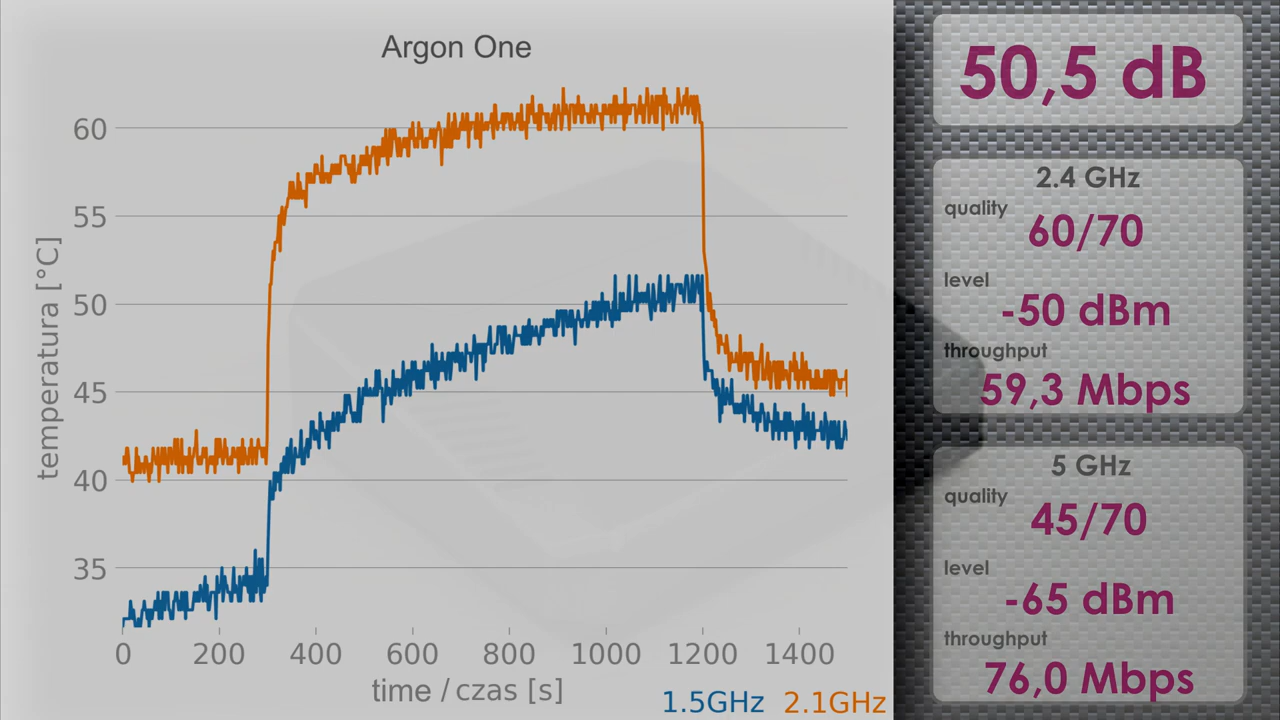 Argon One
60
55
50
45
40
35
temperatura [°C]
0 200 400 600 800 1000 1200 1400
time / czas [s]
1.5GHz 2.1GHz
50,5 dB
2.4 GHz
quality
60/70
level
-50 dBm
throughput
59,3 Mbps
5 GHz
quality
45/70
level
-65 dBm
throughput
76,0 Mbps